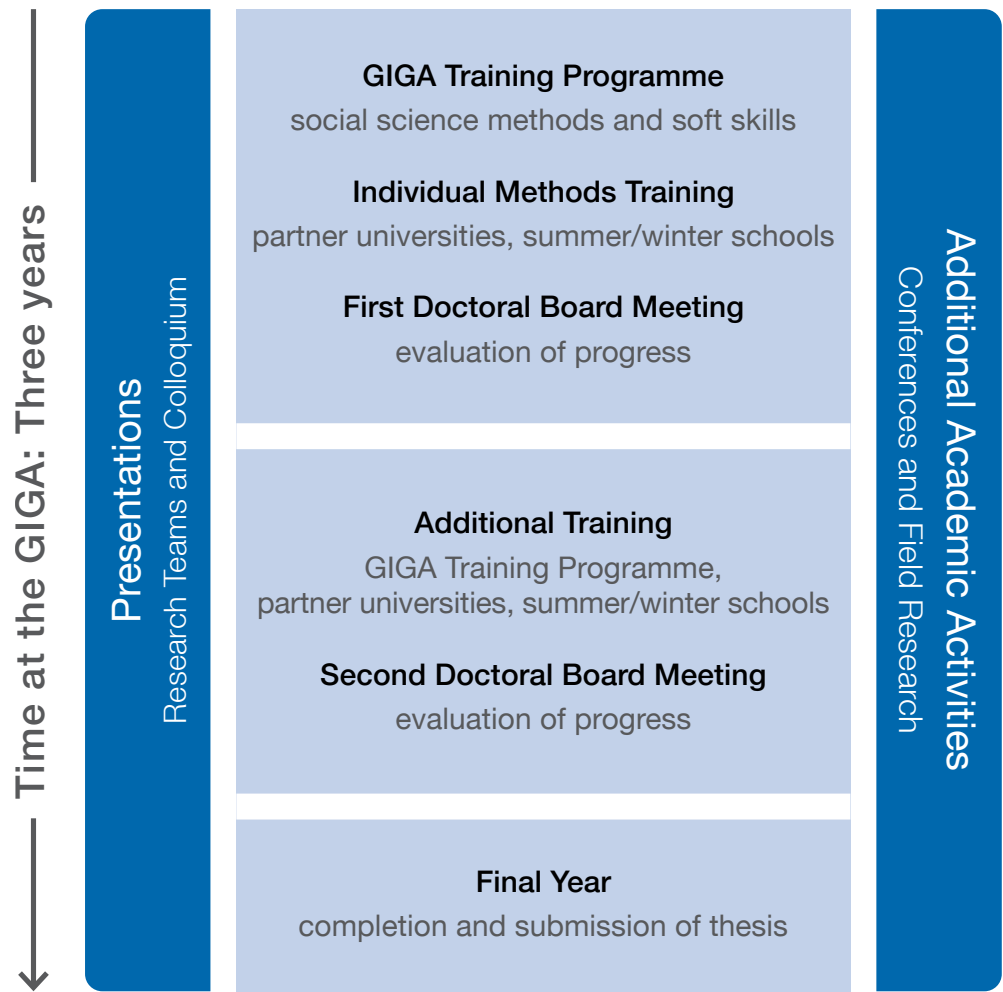 Time at the GIGA: Three years
Presentations
Research Teams and Colloquium
GIGA Training Programme
social science methods and soft skills
Individual Methods Training
partner universities, summer/winter schools
First Doctoral Board Meeting
evaluation of progress
Additional Training
GIGA Training Programme,
partner universities, summer/winter schools
Second Doctoral Board Meeting
evaluation of progress
Final Year
completion and submission of thesis
Additional Academic Activities
Conferences and Field Research